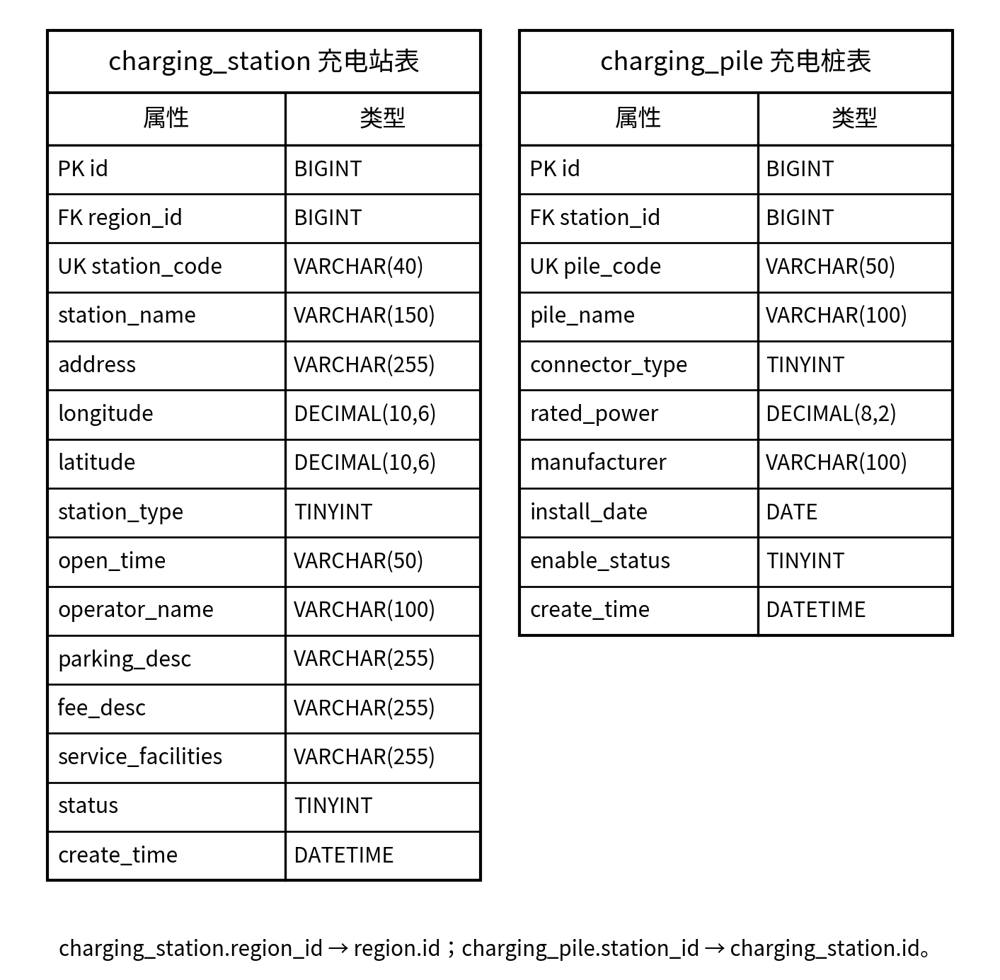 charging_station 充电站表
属性 类型
PK id BIGINT
FK region_id BIGINT
UK station_code VARCHAR(40)
station_name VARCHAR(150)
address VARCHAR(255)
longitude DECIMAL(10,6)
latitude DECIMAL(10,6)
station_type TINYINT
open_time VARCHAR(50)
operator_name VARCHAR(100)
parking_desc VARCHAR(255)
fee_desc VARCHAR(255)
service_facilities VARCHAR(255)
status TINYINT
create_time DATETIME
charging_pile 充电桩表
属性 类型
PK id BIGINT
FK station_id BIGINT
UK pile_code VARCHAR(50)
pile_name VARCHAR(100)
connector_type TINYINT
rated_power DECIMAL(8,2)
manufacturer VARCHAR(100)
install_date DATE
enable_status TINYINT
create_time DATETIME
charging_station.region_id → region.id；charging_pile.station_id → charging_station.id。